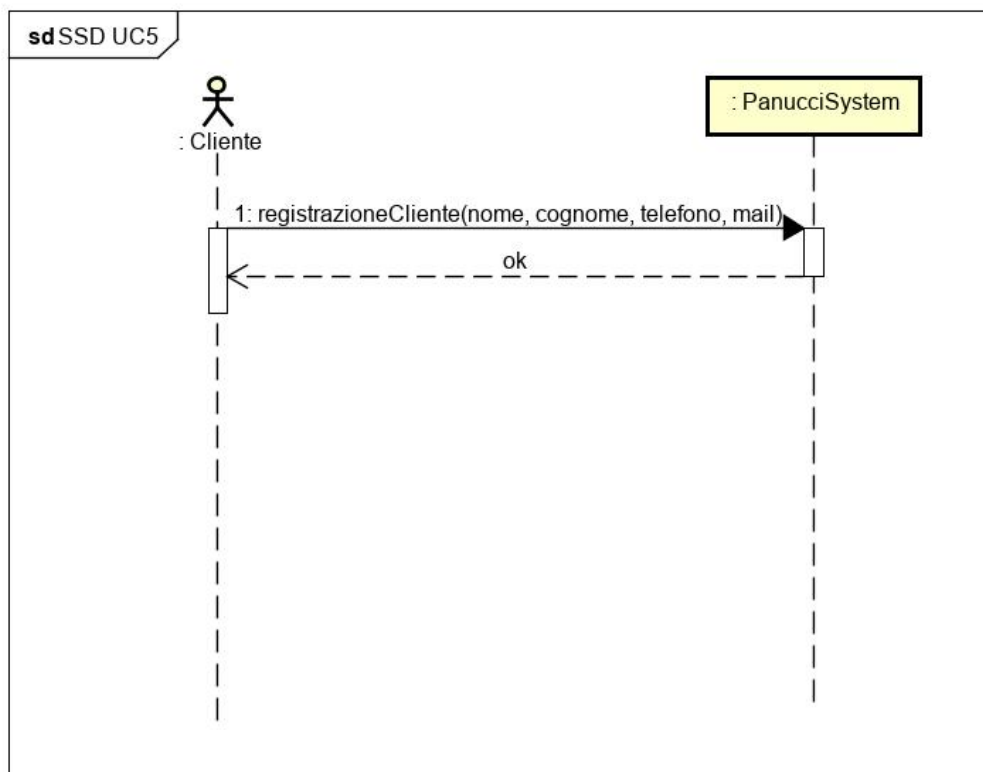 sd SSD UC5
: Cliente
: PanucciSystem
1: registrazioneCliente(nome, cognome, telefono, mail)
ok